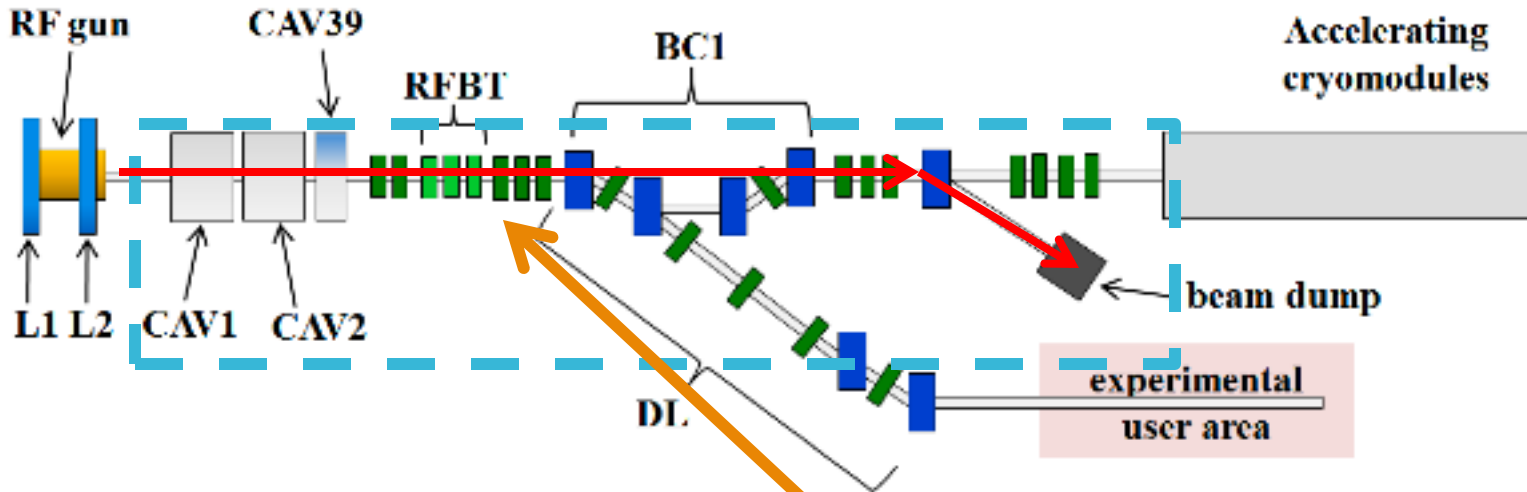 RF gun
CAV39
RFBT
BC1
Accelerating
cryomodules
L1 L2
CAV1
CAV2
beam dump
DL
experimental
user area